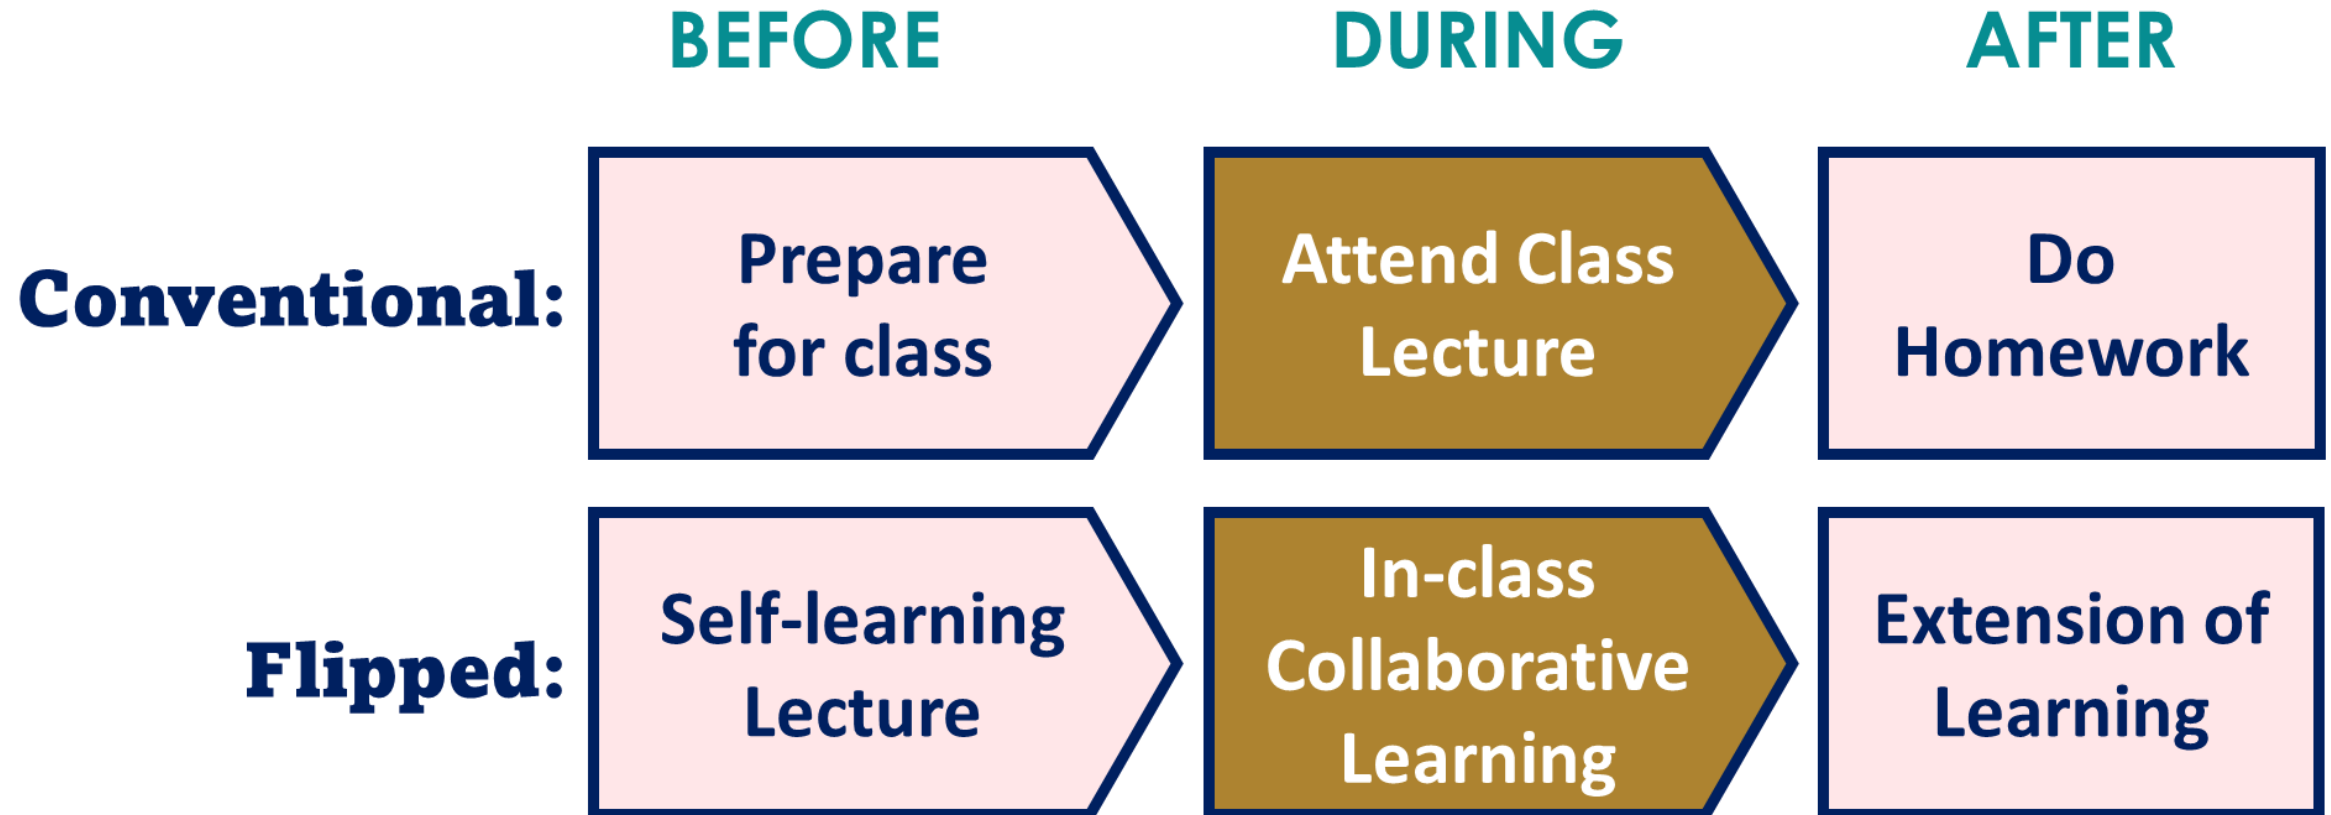 BEFORE DURING AFTER
Conventional:
Prepare
for class
Attend Class
Lecture
Do
Homework
Flipped:
Self-learning
Lecture
In-class
Collaborative
Learning
Extension of
Learning